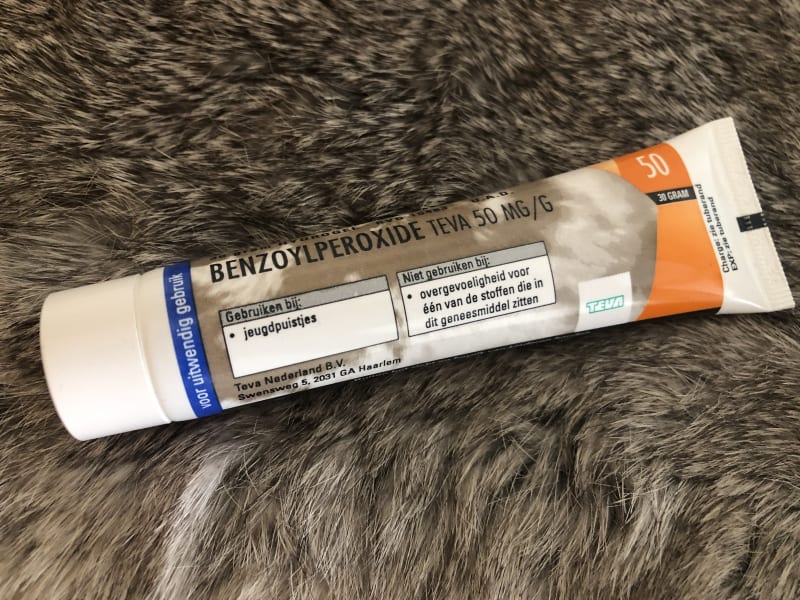 U.A.D.
BENZOYLPEROXIDE TEVA 50 MG/G
Gebruiken bij:
• jeugdpuistjes
Niet gebruiken bij:
• overgevoeligheid voor
één van de stoffen die in
dit geneesmiddel zitten
Teva Nederland B.V.
Swensweg 5, 2031 GA Haarlem
voor uitwendig gebruik
50
30 GRAM
TEVA
Charge: zie tuberand
EXP: zie tuberand